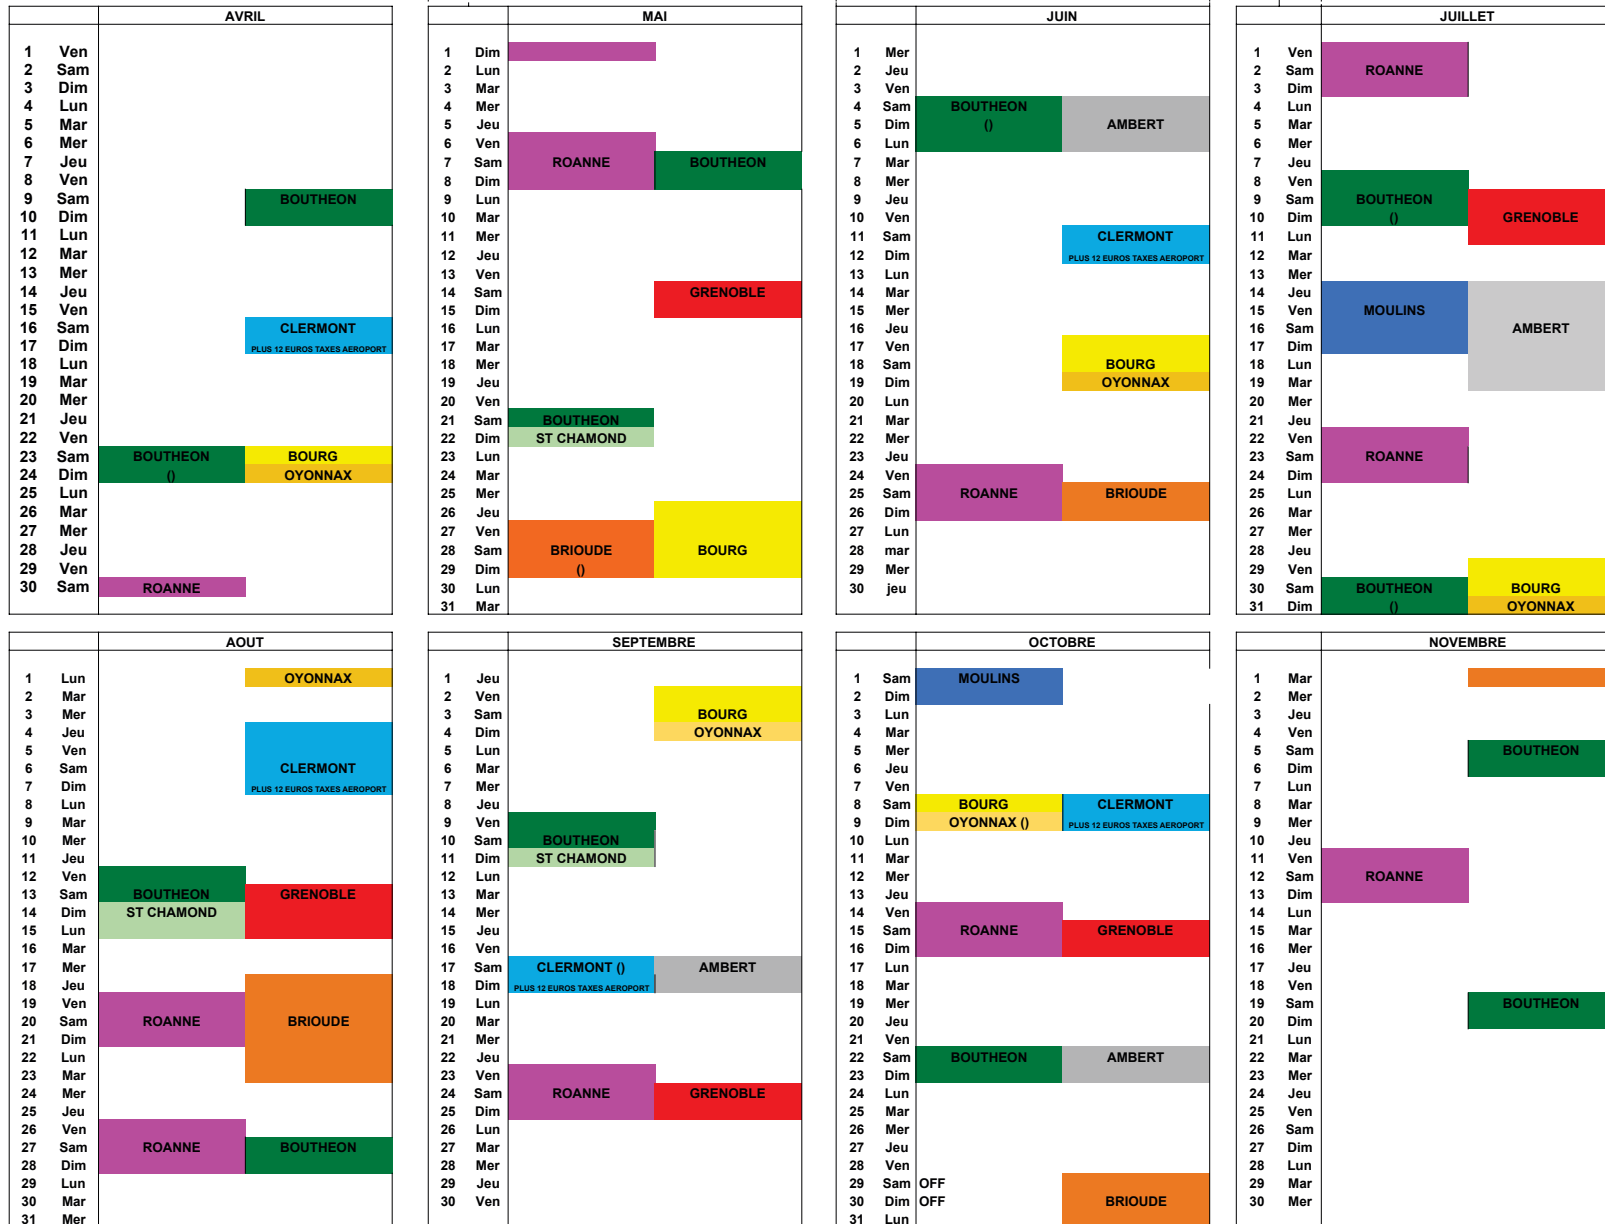 AVRIL
1 Ven
2 Sam
3 Dim
4 Lun
5 Mar
6 Mer
7 Jeu
8 Ven
9 Sam BOUTHEON
10 Dim
11 Lun
12 Mar
13 Mer
14 Jeu
15 Ven
16 Sam CLERMONT
17 Dim PLUS 12 EUROS TAXES AEROPORT
18 Lun
19 Mar
20 Mer
21 Jeu
22 Ven
23 Sam BOUTHEON BOURG
24 Dim () OYONNAX
25 Lun
26 Mar
27 Mer
28 Jeu
29 Ven
30 Sam ROANNE
MAI
1 Dim
2 Lun
3 Mar
4 Mer
5 Jeu
6 Ven
7 Sam ROANNE BOUTHEON
8 Dim
9 Lun
10 Mar
11 Mer
12 Jeu
13 Ven
14 Sam GRENOBLE
15 Dim
16 Lun
17 Mar
18 Mer
19 Jeu
20 Ven
21 Sam BOUTHEON
22 Dim ST CHAMOND
23 Lun
24 Mar
25 Mer
26 Jeu
27 Ven
28 Sam BRIOUDE BOURG
29 Dim ()
30 Lun
31 Mar
JUIN
1 Mer
2 Jeu
3 Ven
4 Sam BOUTHEON
5 Dim () AMBERT
6 Lun
7 Mar
8 Mer
9 Jeu
10 Ven
11 Sam CLERMONT
12 Dim PLUS 12 EUROS TAXES AEROPORT
13 Lun
14 Mar
15 Mer
16 Jeu
17 Ven
18 Sam BOURG
19 Dim OYONNAX
20 Lun
21 Mar
22 Mer
23 Jeu
24 Ven
25 Sam ROANNE BRIOUDE
26 Dim
27 Lun
28 mar
29 Mer
30 jeu
JUILLET
1 Ven
2 Sam ROANNE
3 Dim
4 Lun
5 Mar
6 Mer
7 Jeu
8 Ven
9 Sam BOUTHEON
10 Dim () GRENOBLE
11 Lun
12 Mar
13 Mer
14 Jeu
15 Ven MOULINS
16 Sam AMBERT
17 Dim
18 Lun
19 Mar
20 Mer
21 Jeu
22 Ven
23 Sam ROANNE
24 Dim
25 Lun
26 Mar
27 Mer
28 Jeu
29 Ven
30 Sam BOUTHEON BOURG
31 Dim () OYONNAX
AOUT
1 Lun OYONNAX
2 Mar
3 Mer
4 Jeu
5 Ven
6 Sam CLERMONT
7 Dim PLUS 12 EUROS TAXES AEROPORT
8 Lun
9 Mar
10 Mer
11 Jeu
12 Ven
13 Sam BOUTHEON GRENOBLE
14 Dim ST CHAMOND
15 Lun
16 Mar
17 Mer
18 Jeu
19 Ven
20 Sam ROANNE BRIOUDE
21 Dim
22 Lun
23 Mar
24 Mer
25 Jeu
26 Ven
27 Sam ROANNE BOUTHEON
28 Dim
29 Lun
30 Mar
31 Mer
SEPTEMBRE
1 Jeu
2 Ven
3 Sam BOURG
4 Dim OYONNAX
5 Lun
6 Mar
7 Mer
8 Jeu
9 Ven
10 Sam BOUTHEON
11 Dim ST CHAMOND
12 Lun
13 Mar
14 Mer
15 Jeu
16 Ven
17 Sam CLERMONT () AMBERT
18 Dim PLUS 12 EUROS TAXES AEROPORT
19 Lun
20 Mar
21 Mer
22 Jeu
23 Ven
24 Sam ROANNE GRENOBLE
25 Dim
26 Lun
27 Mar
28 Mer
29 Jeu
30 Ven
OCTOBRE
1 Sam MOULINS
2 Dim
3 Lun
4 Mar
5 Mer
6 Jeu
7 Ven
8 Sam BOURG CLERMONT
9 Dim OYONNAX () PLUS 12 EUROS TAXES AEROPORT
10 Lun
11 Mar
12 Mer
13 Jeu
14 Ven
15 Sam ROANNE GRENOBLE
16 Dim
17 Lun
18 Mar
19 Mer
20 Jeu
21 Ven
22 Sam BOUTHEON AMBERT
23 Dim
24 Lun
25 Mar
26 Mer
27 Jeu
28 Ven
29 Sam OFF
30 Dim OFF BRIOUDE
31 Lun
NOVEMBRE
1 Mar
2 Mer
3 Jeu
4 Ven
5 Sam BOUTHEON
6 Dim
7 Lun
8 Mar
9 Mer
10 Jeu
11 Ven
12 Sam ROANNE
13 Dim
14 Lun
15 Mar
16 Mer
17 Jeu
18 Ven
19 Sam BOUTHEON
20 Dim
21 Lun
22 Mar
23 Mer
24 Jeu
25 Ven
26 Sam
27 Dim
28 Lun
29 Mar
30 Mer